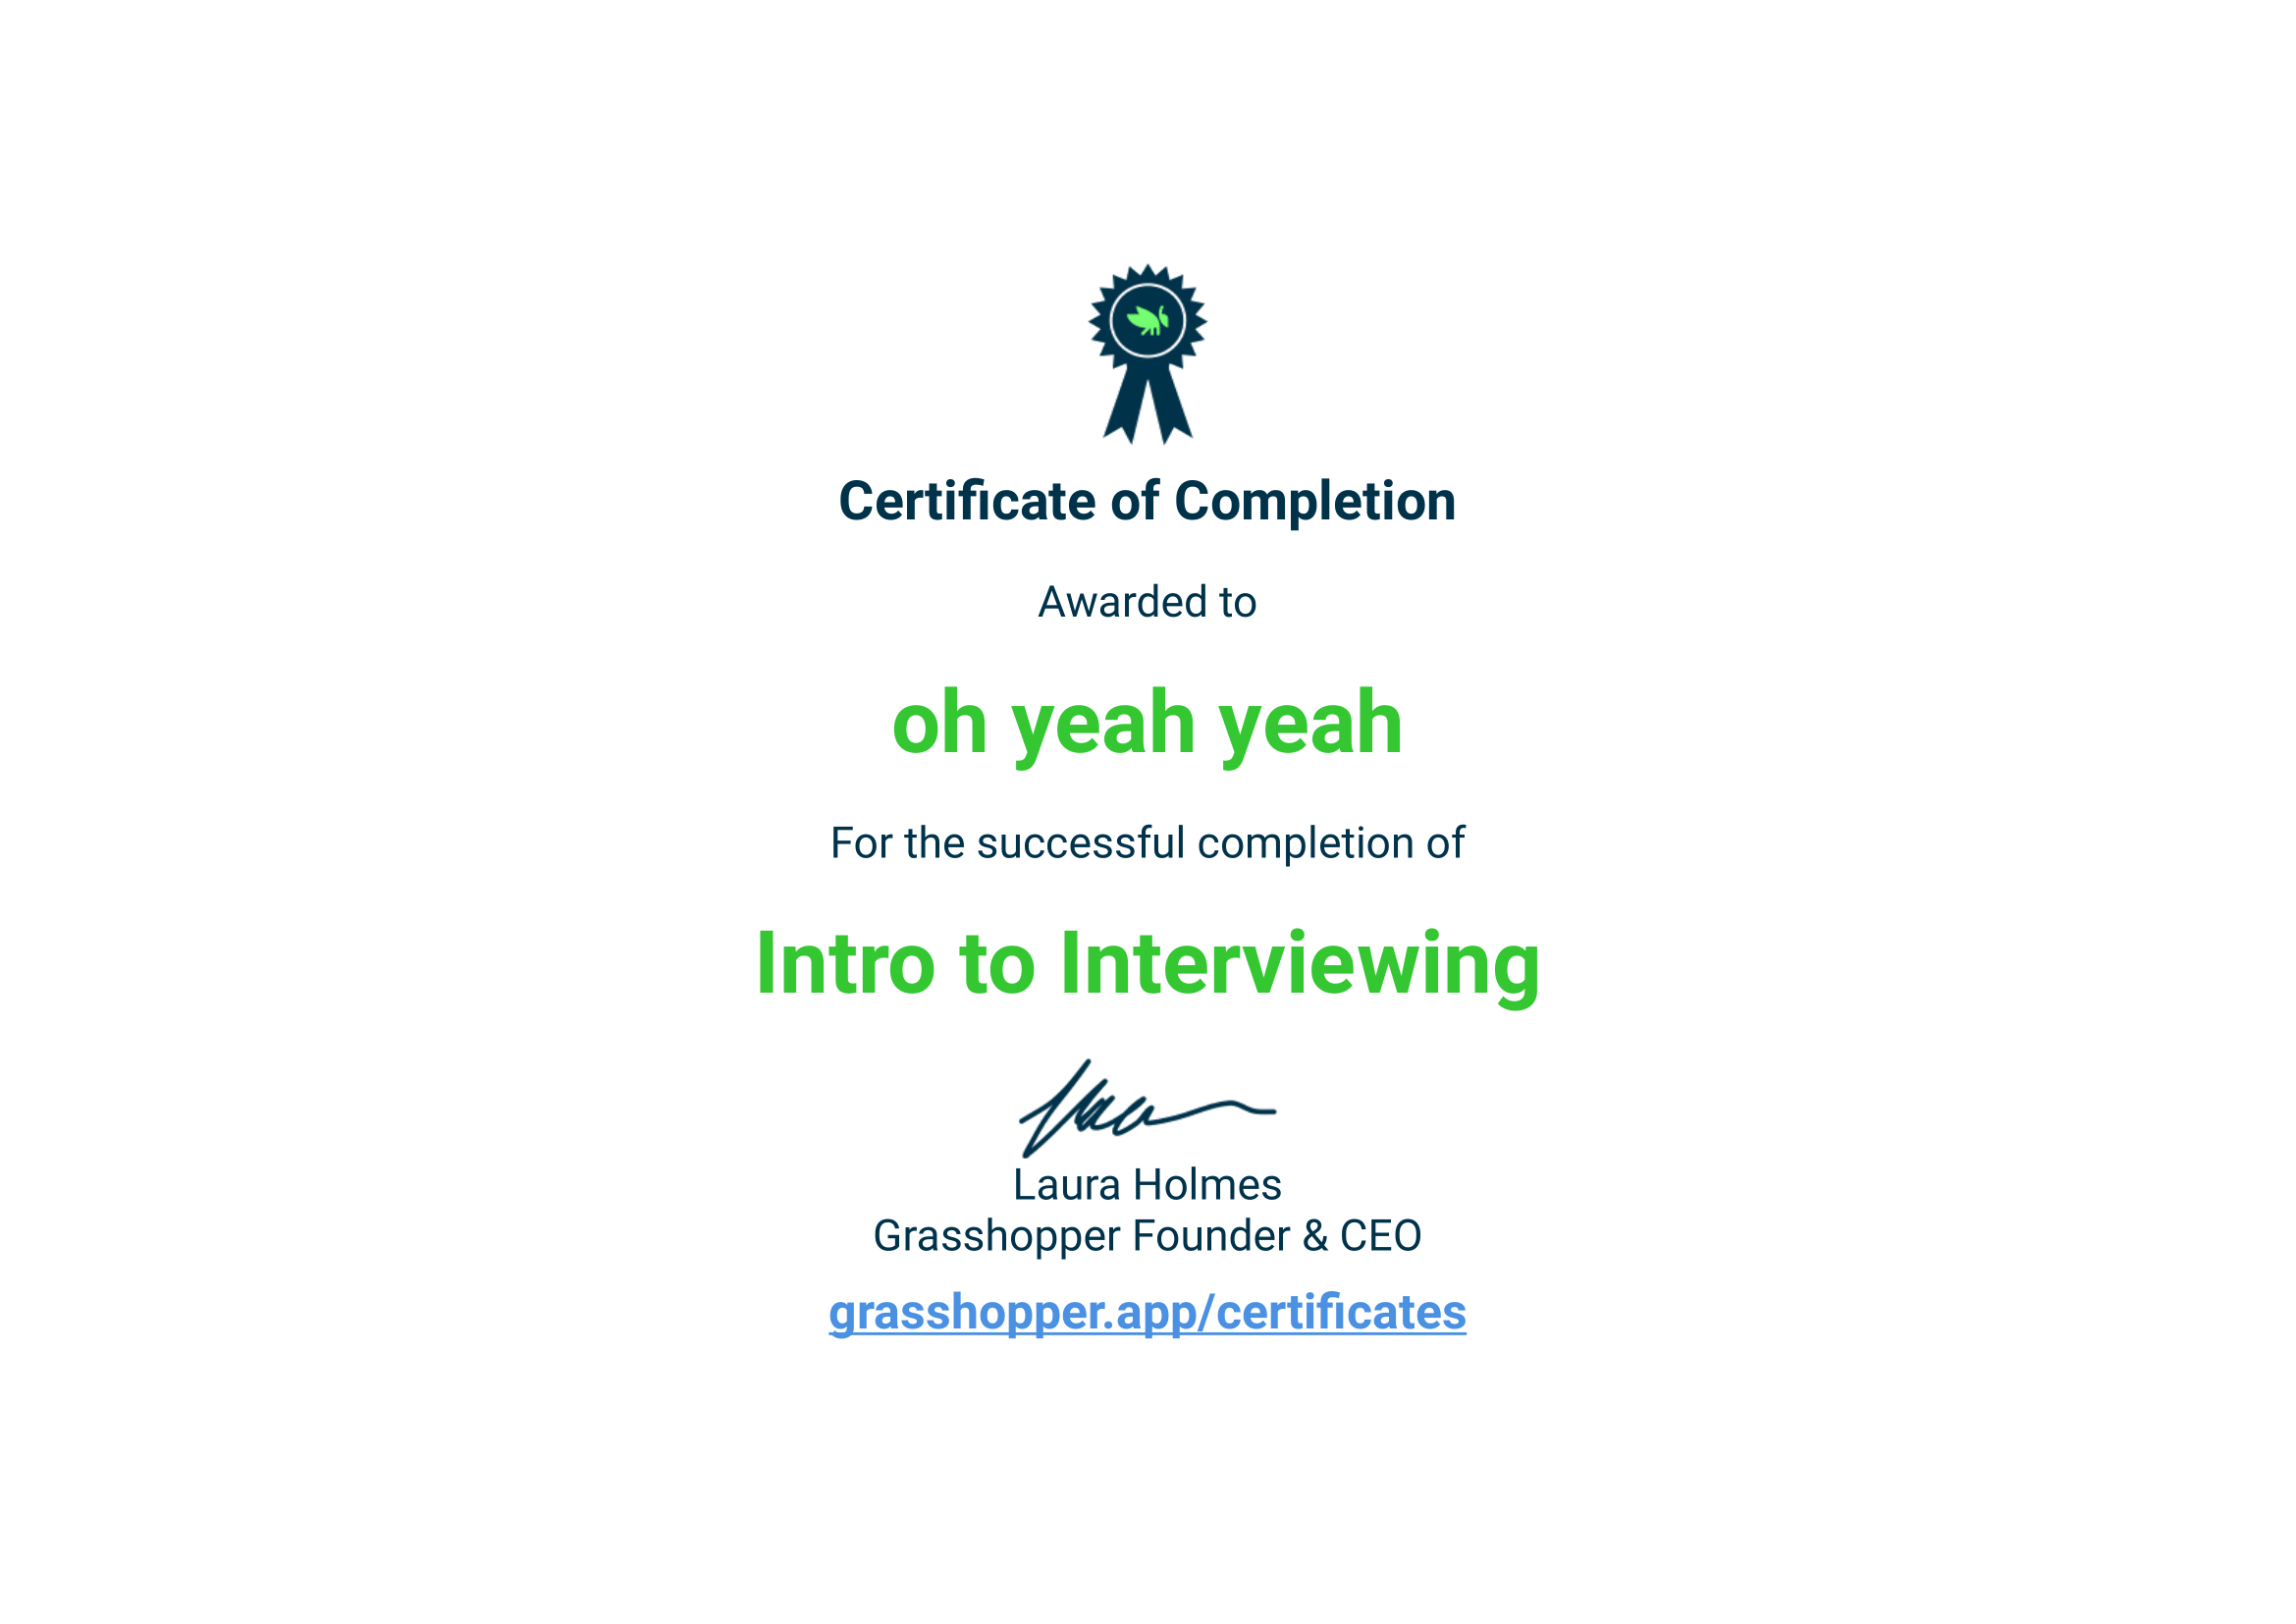 Certificate of Completion
Awarded to
oh yeah yeah
For the successful completion of
Intro to Interviewing
Laura Holmes
Grasshopper Founder & CEO
grasshopper.app/certificates